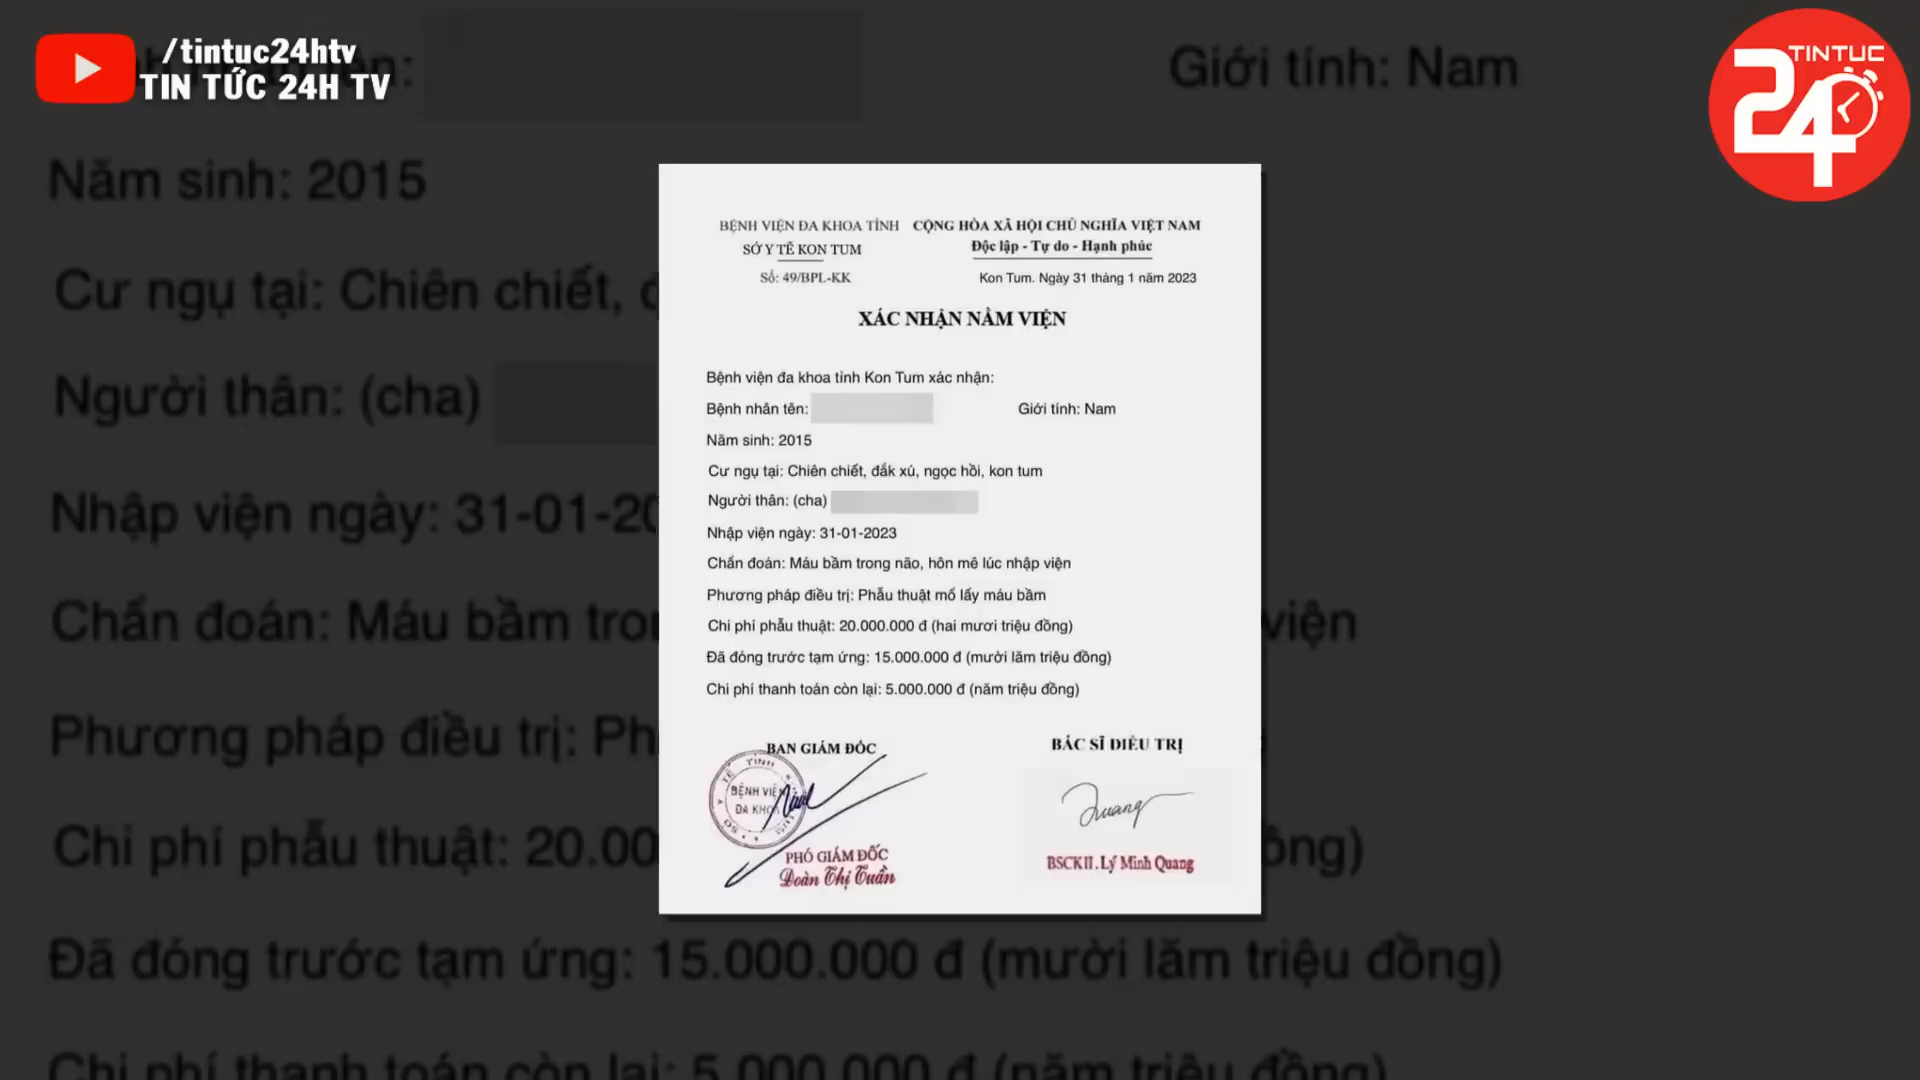 /tintuc24htv
TIN TỨC 24H TV
TINTUC
24
Giới tính: Nam
Năm sinh: 2015
Cư ngụ tại: Chiên chiết,
Người thân: (cha)
Nhập viện ngày: 31-01-20
Chẩn đoán: Máu bầm tron
viện
Phương pháp điều trị: Ph
Chi phí phẫu thuật: 20.00
ồng)
Đã đóng trước tạm ứng: 15.000.000 đ (mười lăm triệu đồng)
Chi phí thanh toán còn lại: 5.000.000 đ (năm triệu đồng)
BỆNH VIỆN ĐA KHOA TỈNH
SỞ Y TẾ KON TUM
Số: 49/BPL-KK
CỘNG HÒA XÃ HỘI CHỦ NGHĨA VIỆT NAM
Độc lập - Tự do - Hạnh phúc
Kon Tum. Ngày 31 tháng 1 năm 2023
XÁC NHẬN NẰM VIỆN
Bệnh viện đa khoa tỉnh Kon Tum xác nhận:
Bệnh nhân tên: Giới tính: Nam
Năm sinh: 2015
Cư ngụ tại: Chiên chiết, đắk xú, ngọc hồi, kon tum
Người thân: (cha)
Nhập viện ngày: 31-01-2023
Chẩn đoán: Máu bầm trong não, hôn mê lúc nhập viện
Phương pháp điều trị: Phẫu thuật mổ lấy máu bầm
Chi phí phẫu thuật: 20.000.000 đ (hai mươi triệu đồng)
Đã đóng trước tạm ứng: 15.000.000 đ (mười lăm triệu đồng)
Chi phí thanh toán còn lại: 5.000.000 đ (năm triệu đồng)
BAN GIÁM ĐỐC
BỆNH VIỆ
ĐA KHO
PHÓ GIÁM ĐỐC
Đoàn Thị Tuấn
BÁC SĨ ĐIỀU TRỊ
Quang
BSCKII. Lý Minh Quang